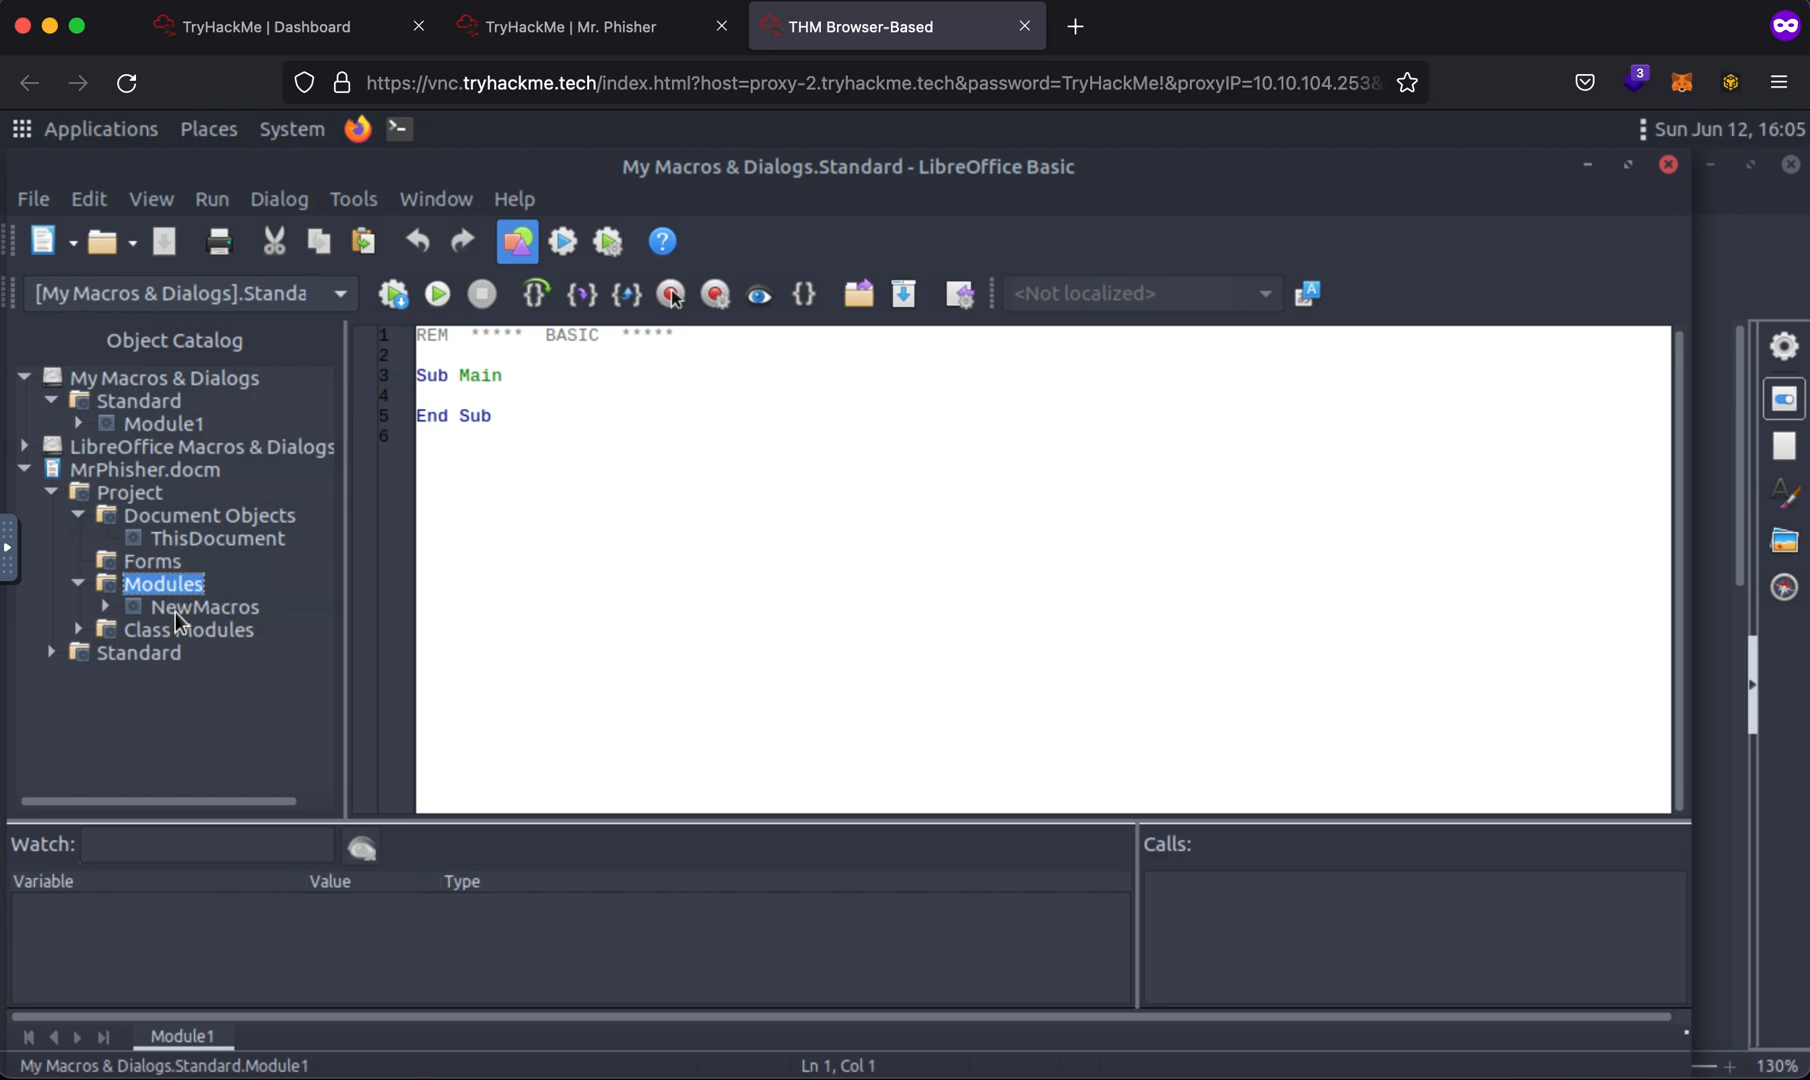 TryHackMe | Dashboard
TryHackMe | Mr. Phisher
THM Browser-Based
https://vnc.tryhackme.tech/index.html?host=proxy-2.tryhackme.tech&password=TryHackMe!&proxyIP=10.10.104.253&
3
Applications Places System
Sun Jun 12, 16:05
My Macros & Dialogs.Standard - LibreOffice Basic
File Edit View Run Dialog Tools Window Help
[My Macros & Dialogs].Standa
<Not localized>
Object Catalog
My Macros & Dialogs
Standard
Module1
LibreOffice Macros & Dialogs
MrPhisher.docm
Project
Document Objects
ThisDocument
Forms
Modules
NewMacros
Class Modules
Standard
1 REM ***** BASIC *****
2
3 Sub Main
4
5 End Sub
6
Watch:
Calls:
Variable Value Type
Module1
My Macros & Dialogs.Standard.Module1
Ln 1, Col 1
130%